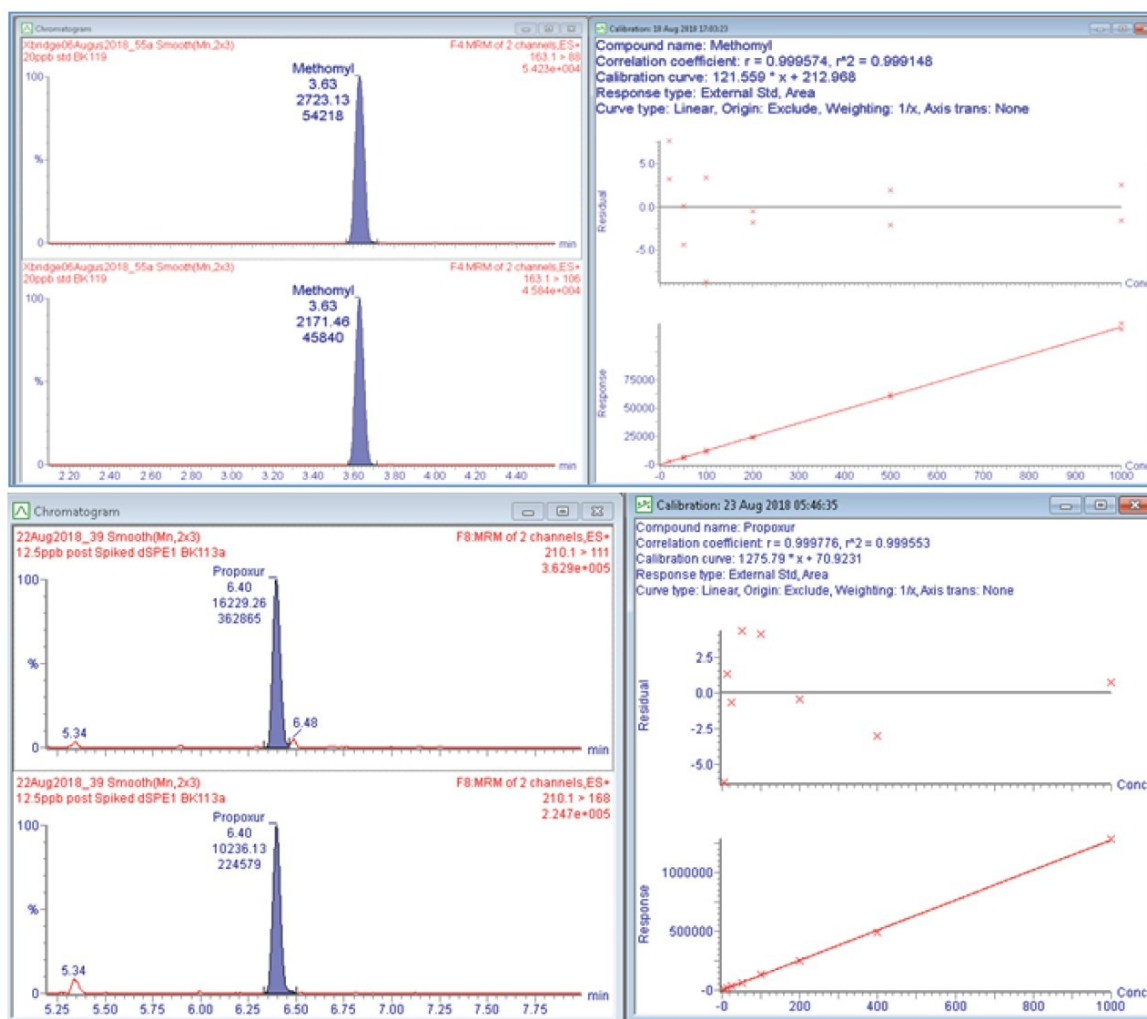 Chromatogram
Xbridge06Augus2018_55a Smooth(Mn,2x3)
20ppb std BK119
F4:MRM of 2 channels,ES+
163.1 > 88
5.423e+004
100
%
0
Methomyl
3.63
2723.13
54218
min
Xbridge06Augus2018_55a Smooth(Mn,2x3)
20ppb std BK119
F4:MRM of 2 channels,ES+
163.1 > 106
4.584e+004
100
%
0
Methomyl
3.63
2171.46
45840
min
2.20 2.40 2.60 2.80 3.00 3.20 3.40 3.60 3.80 4.00 4.20 4.40
Calibration: 18 Aug 2018 17:03:23
Compound name: Methomyl
Correlation coefficient: r = 0.999574, r^2 = 0.999148
Calibration curve: 121.559 * x + 212.968
Response type: External Std, Area
Curve type: Linear, Origin: Exclude, Weighting: 1/x, Axis trans: None
Residual
5.0
0.0
-5.0
Conc
Response
75000
50000
25000
-0
-0 100 200 300 400 500 600 700 800 900 1000
Conc
Chromatogram
22Aug2018_39 Smooth(Mn,2x3)
12.5ppb post Spiked dSPE1 BK113a
F8:MRM of 2 channels,ES+
210.1 > 111
3.629e+005
100
%
0
Propoxur
6.40
16229.26
362865
5.34
6.48
min
22Aug2018_39 Smooth(Mn,2x3)
12.5ppb post Spiked dSPE1 BK113a
F8:MRM of 2 channels,ES+
210.1 > 168
2.247e+005
100
%
0
Propoxur
6.40
10236.13
224579
5.34
min
5.25 5.50 5.75 6.00 6.25 6.50 6.75 7.00 7.25 7.50 7.75
Calibration: 23 Aug 2018 05:46:35
Compound name: Propoxur
Correlation coefficient: r = 0.999776, r^2 = 0.999553
Calibration curve: 1275.79 * x + 70.9231
Response type: External Std, Area
Curve type: Linear, Origin: Exclude, Weighting: 1/x, Axis trans: None
Residual
2.5
0.0
-2.5
-5.0
Conc
Response
1000000
500000
-0
-0 200 400 600 800 1000
Conc